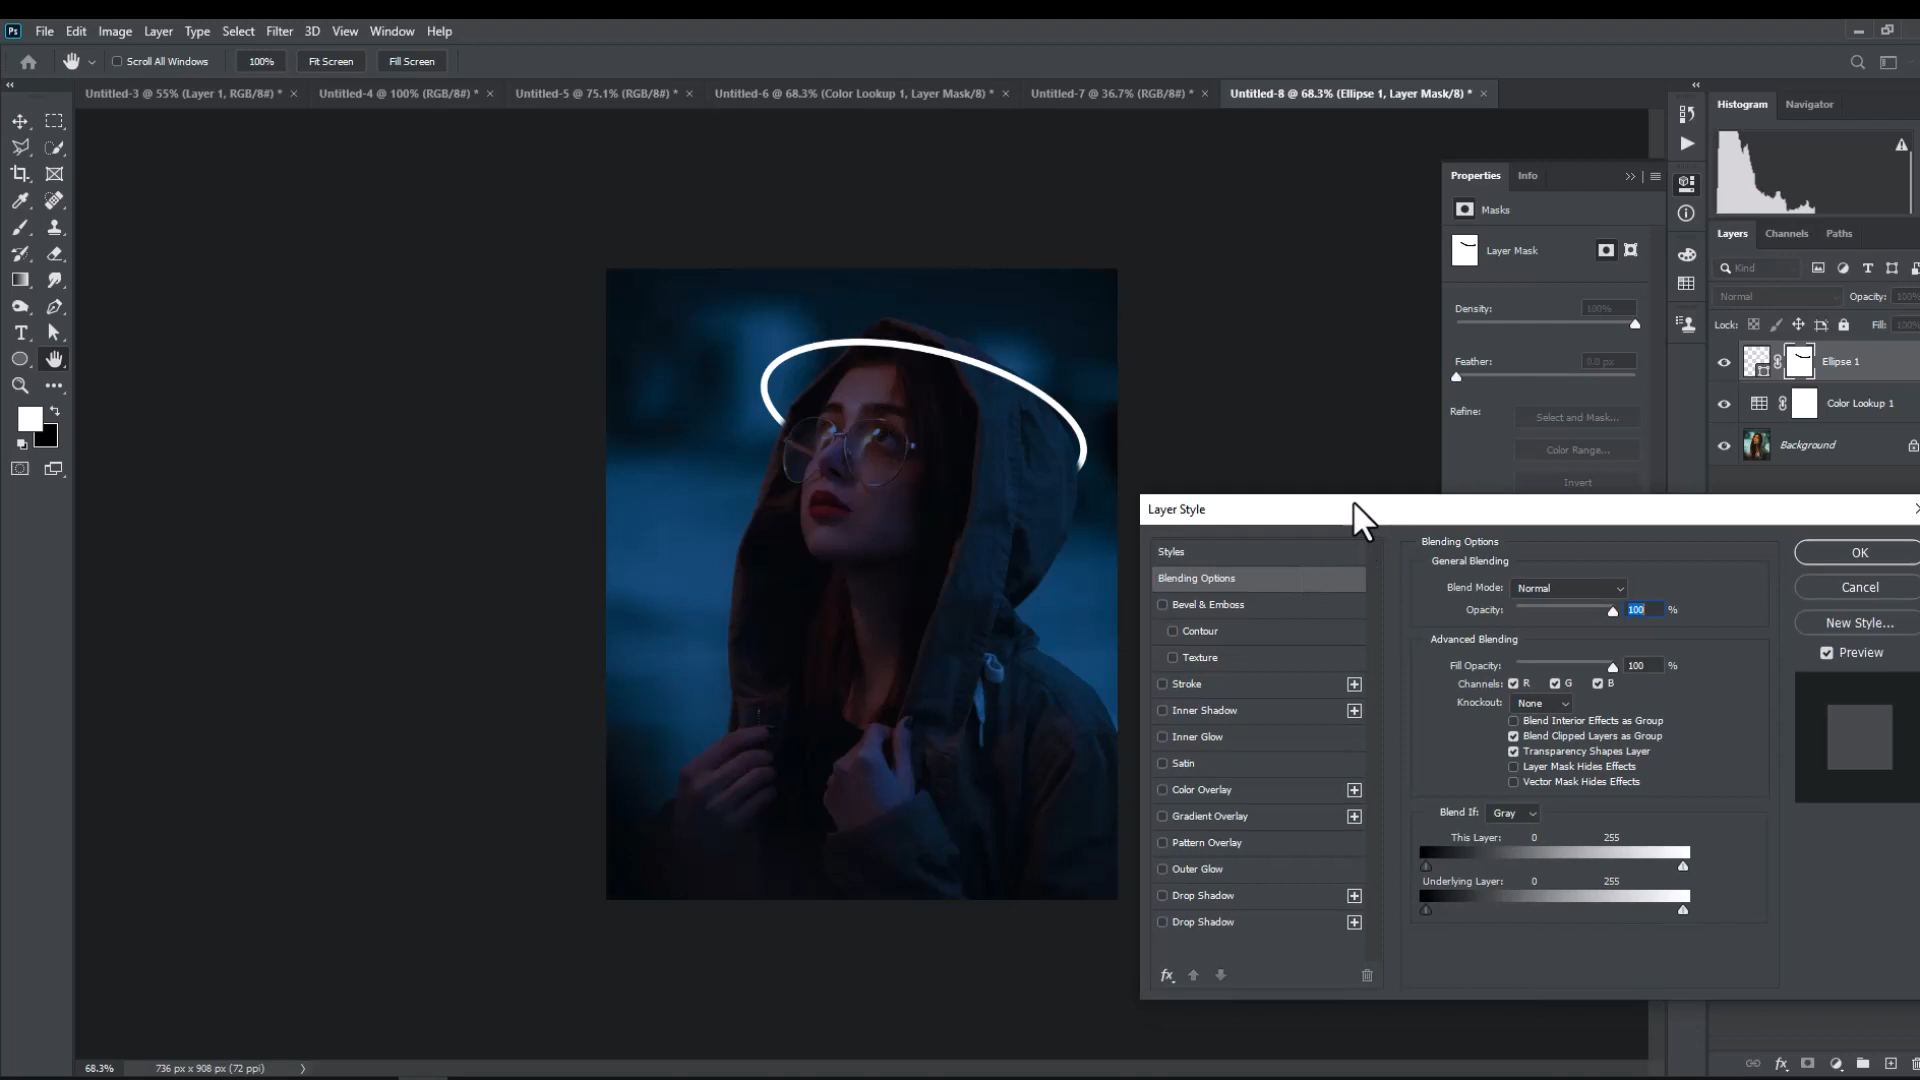 Ps File Edit Image Layer Type Select Filter 3D View Window Help
Scroll All Windows 100% Fit Screen Fill Screen
Untitled-3 @ 55% (Layer 1, RGB/8#) * × Untitled-4 @ 100% (RGB/8#) * × Untitled-5 @ 75.1% (RGB/8#) * × Untitled-6 @ 68.3% (Color Lookup 1, Layer Mask/8) * × Untitled-7 @ 36.7% (RGB/8#) * × Untitled-8 @ 68.3% (Ellipse 1, Layer Mask/8) * ×
Histogram Navigator
Properties Info
Masks
Layer Mask
Density: 100%
Feather: 0.0 px
Refine: Select and Mask...
Color Range...
Invert
Layers Channels Paths
Kind
Normal Opacity: 100%
Lock: Fill: 100%
Ellipse 1
Color Lookup 1
Background
Layer Style
Styles
Blending Options
Bevel & Emboss
Contour
Texture
Stroke
Inner Shadow
Inner Glow
Satin
Color Overlay
Gradient Overlay
Pattern Overlay
Outer Glow
Drop Shadow
Drop Shadow
fx
Blending Options
General Blending
Blend Mode: Normal
Opacity: 100 %
Advanced Blending
Fill Opacity: 100 %
Channels: R G B
Knockout: None
Blend Interior Effects as Group
Blend Clipped Layers as Group
Transparency Shapes Layer
Layer Mask Hides Effects
Vector Mask Hides Effects
Blend If: Gray
This Layer: 0 255
Underlying Layer: 0 255
OK
Cancel
New Style...
Preview
68.3% 736 px x 908 px (72 ppi)
fx